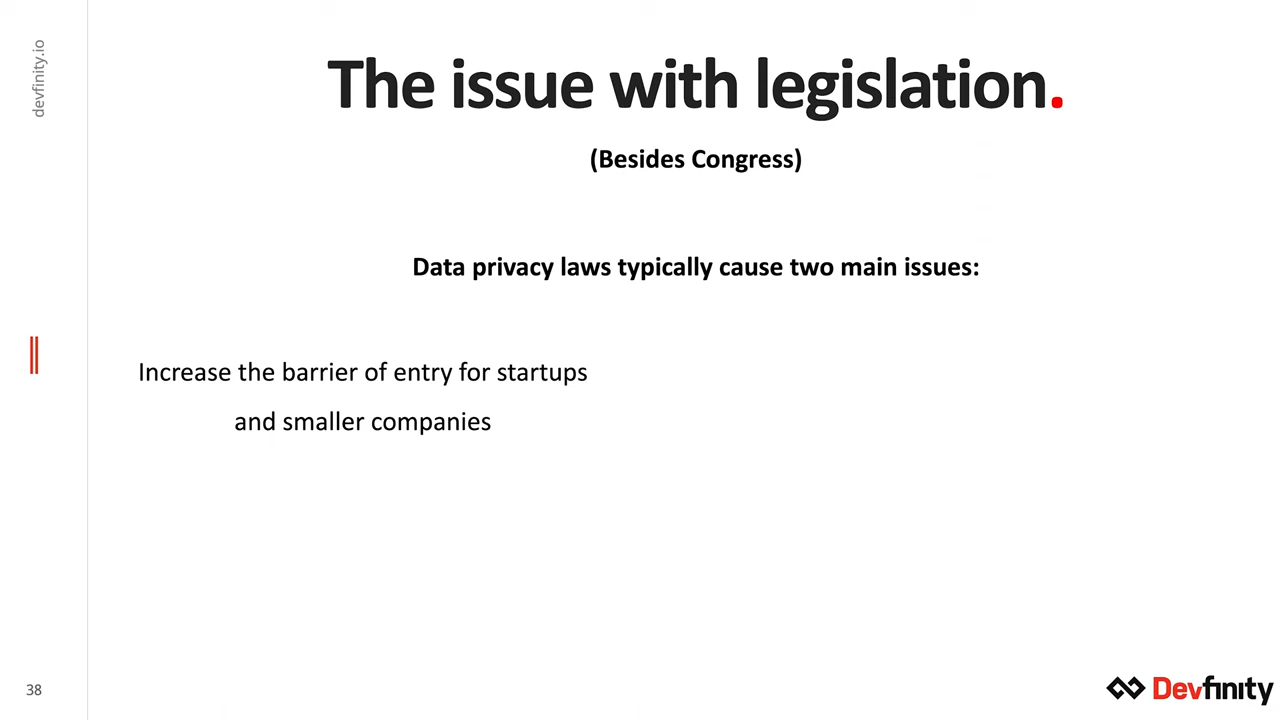 devfinity.io
The issue with legislation.
(Besides Congress)
Data privacy laws typically cause two main issues:
Increase the barrier of entry for startups
and smaller companies
38
Devfinity